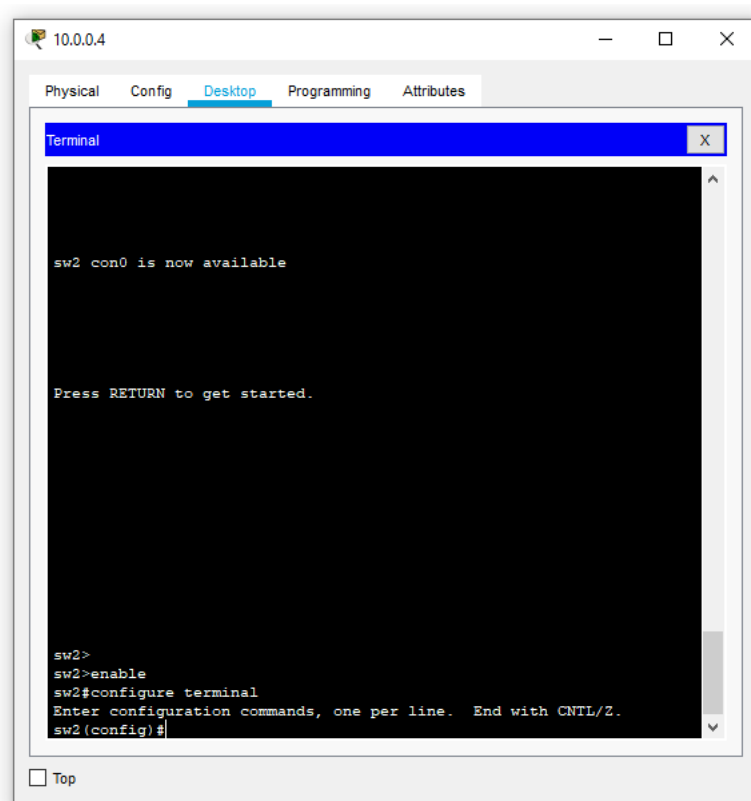 10.0.0.4
Physical Config Desktop Programming Attributes
Terminal X
sw2 con0 is now available
Press RETURN to get started.
sw2>
sw2>enable
sw2#configure terminal
Enter configuration commands, one per line.  End with CNTL/Z.
sw2(config)#
Top